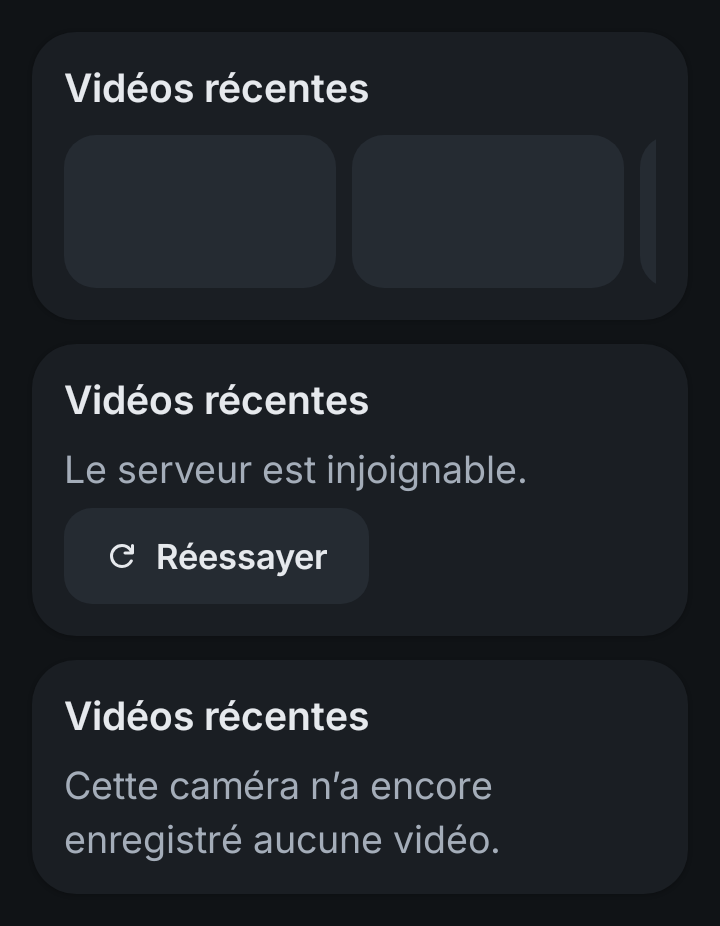 Vidéos récentes
Vidéos récentes
Le serveur est injoignable.
Réessayer
Vidéos récentes
Cette caméra n’a encore
enregistré aucune vidéo.